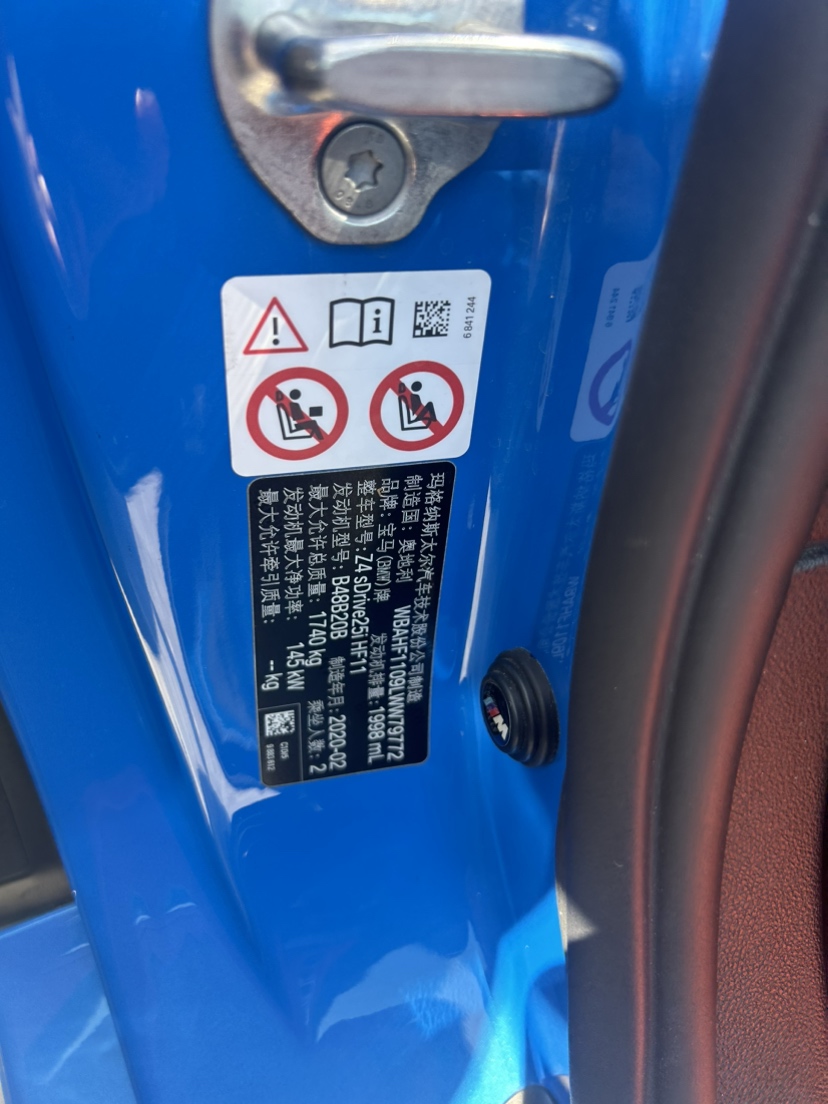 6 841 244
玛格纳斯太尔汽车技术股份公司制造
制造国：奥地利 WBAHF1109LWW79772
品牌：宝马(BMW)牌 发动机排量：1998 mL
整车型号：Z4 sDrive25i HF11
发动机型号：B48B20B 制造年月：2020-02
最大允许总质量：1740 kg 乘坐人数：2
发动机最大净功率：145 kW
最大允许牵引质量：-- kg
M